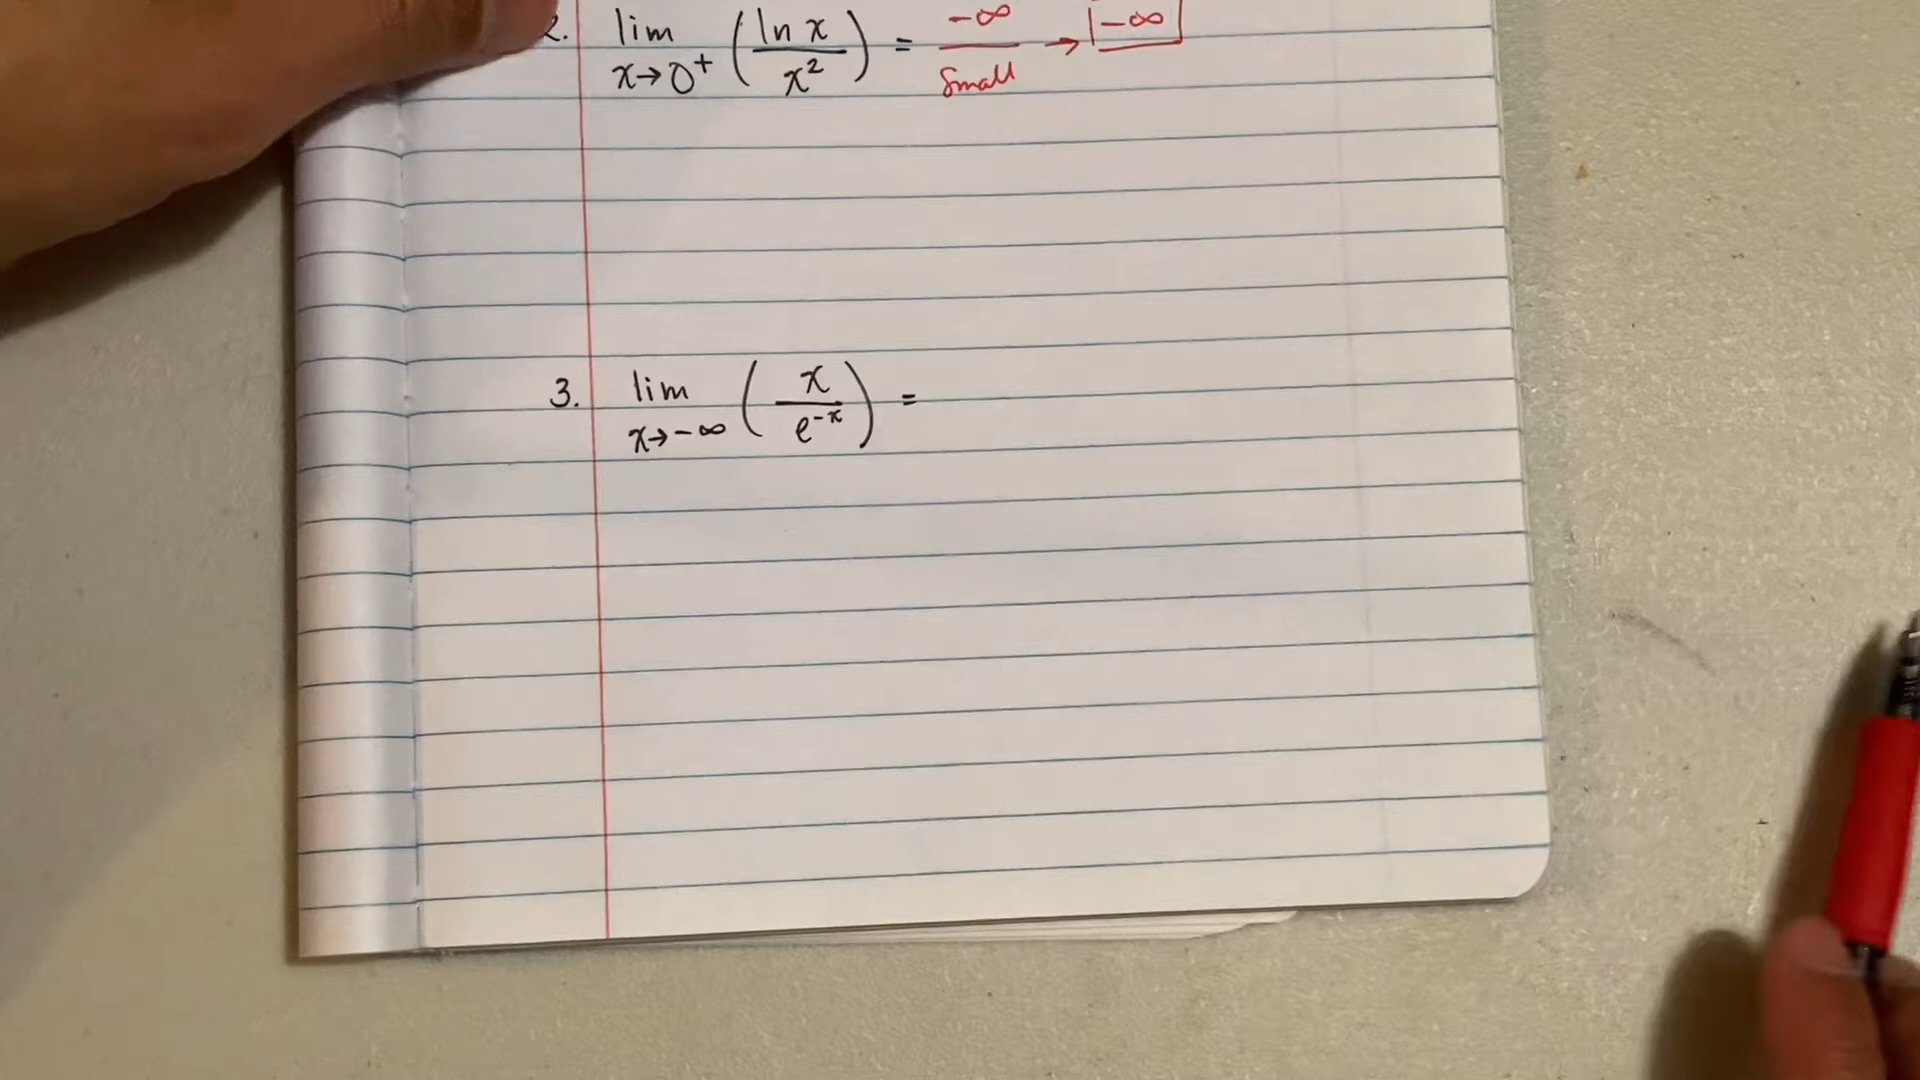 2. lim x→0⁺ (ln x / x²) = -∞ / small → -∞
3. lim x→-∞ (x / e⁻ˣ) =